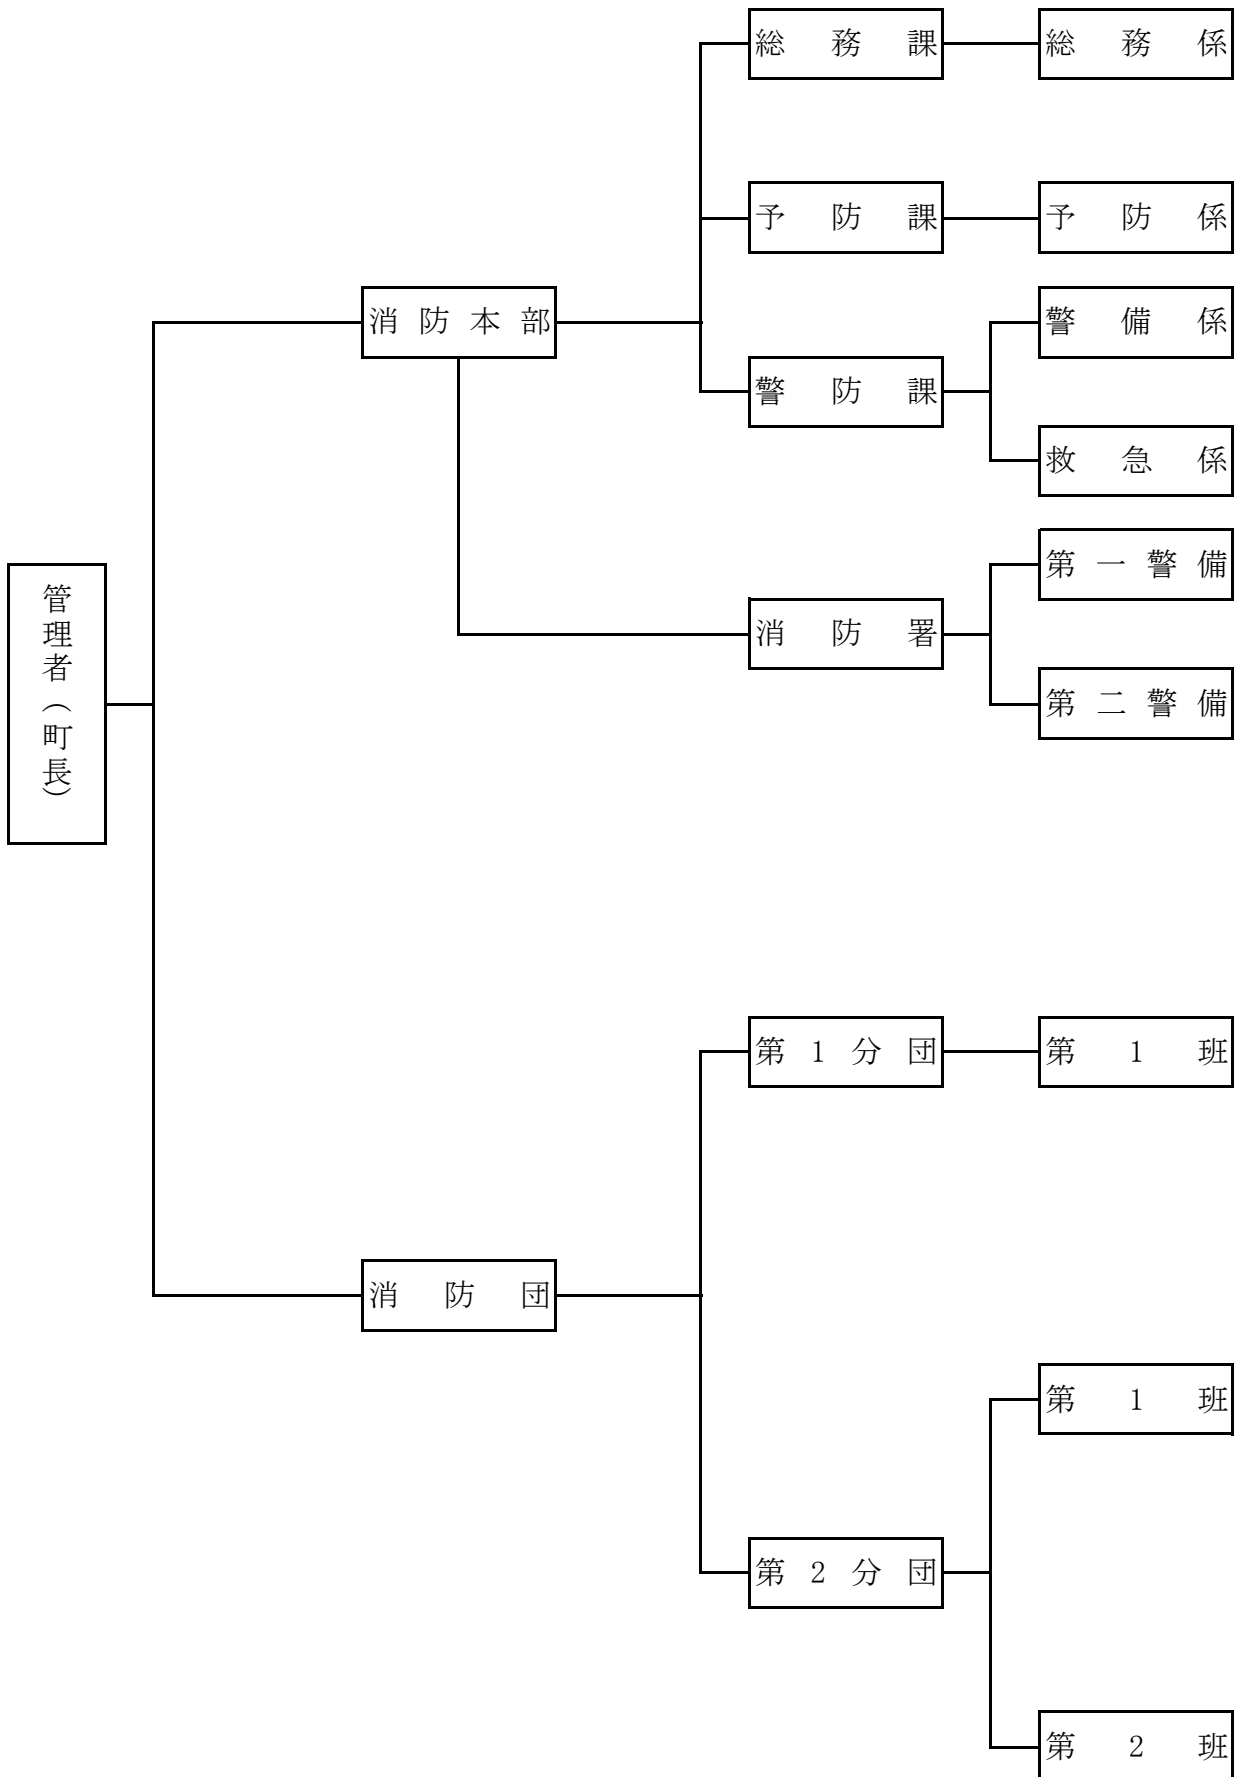 総務課
総務係
予防課
予防係
消防本部
警備係
警防課
救急係
第一警備
消防署
第二警備
管理者(町長)
第1分団
第1班
消防団
第1班
第2分団
第2班